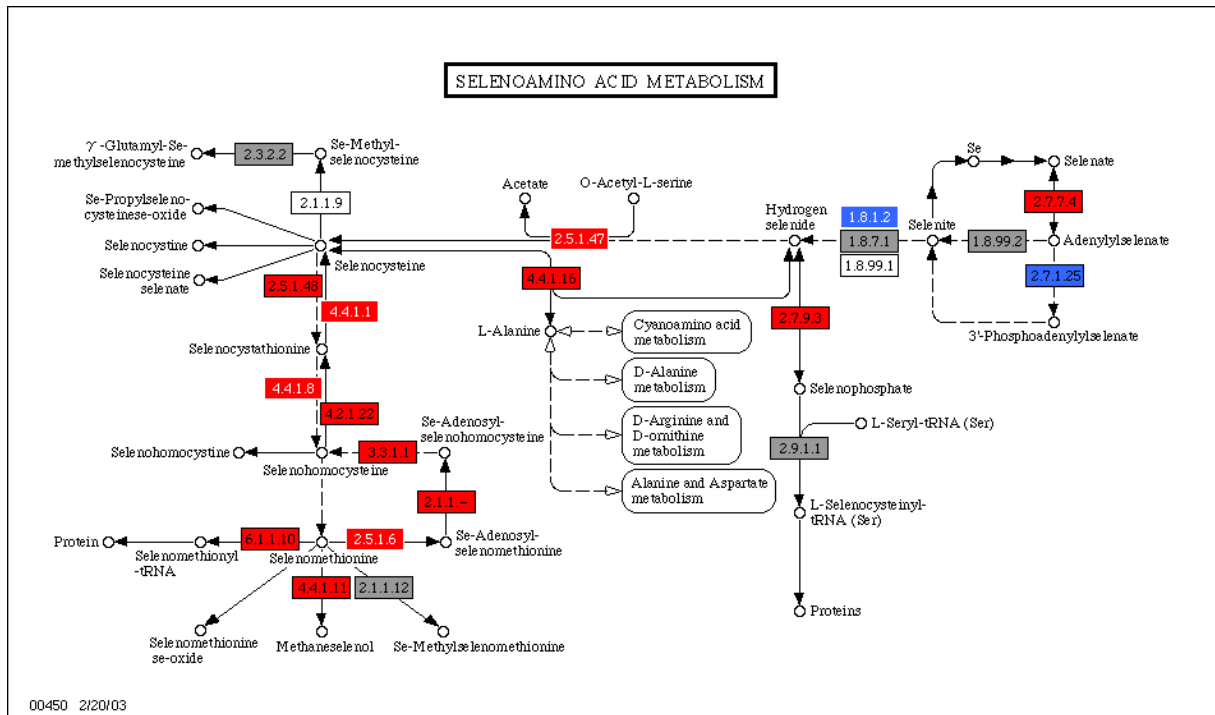 SELENOAMINO ACID METABOLISM
γ-Glutamyl-Se-
methylselenocysteine
2.3.2.2
Se-Methyl-
selenocysteine
Se
Selenate
Acetate
O-Acetyl-L-serine
2.1.1.9
Se-Propylseleno-
cysteinese-oxide
2.7.7.4
Hydrogen
selenide
1.8.1.2
Selenite
Selenocystine
Selenocysteine
2.5.1.47
1.8.7.1
1.8.99.2
Adenylylselenate
1.8.99.1
Selenocysteine
selenate
2.5.1.48
4.4.1.16
2.7.1.25
4.4.1.1
2.7.9.3
L-Alanine
Cyanoamino acid
metabolism
3'-Phosphoadenylylselenate
Selenocystathionine
D-Alanine
metabolism
Selenophosphate
4.4.1.8
4.2.1.22
Se-Adenosyl-
selenohomocysteine
D-Arginine and
D-ornithine
metabolism
L-Seryl-tRNA (Ser)
2.9.1.1
Selenohomocystine
Selenohomocysteine
3.3.1.1
Alanine and Aspartate
metabolism
2.1.1.-
L-Selenocysteinyl-
tRNA (Ser)
Protein
Selenomethionyl
-tRNA
6.1.1.10
Selenomethionine
2.5.1.6
Se-Adenosyl-
selenomethionine
4.4.1.11
2.1.1.12
Proteins
Selenomethionine
se-oxide
Methaneselenol
Se-Methylselenomethionine
00450 2/20/03